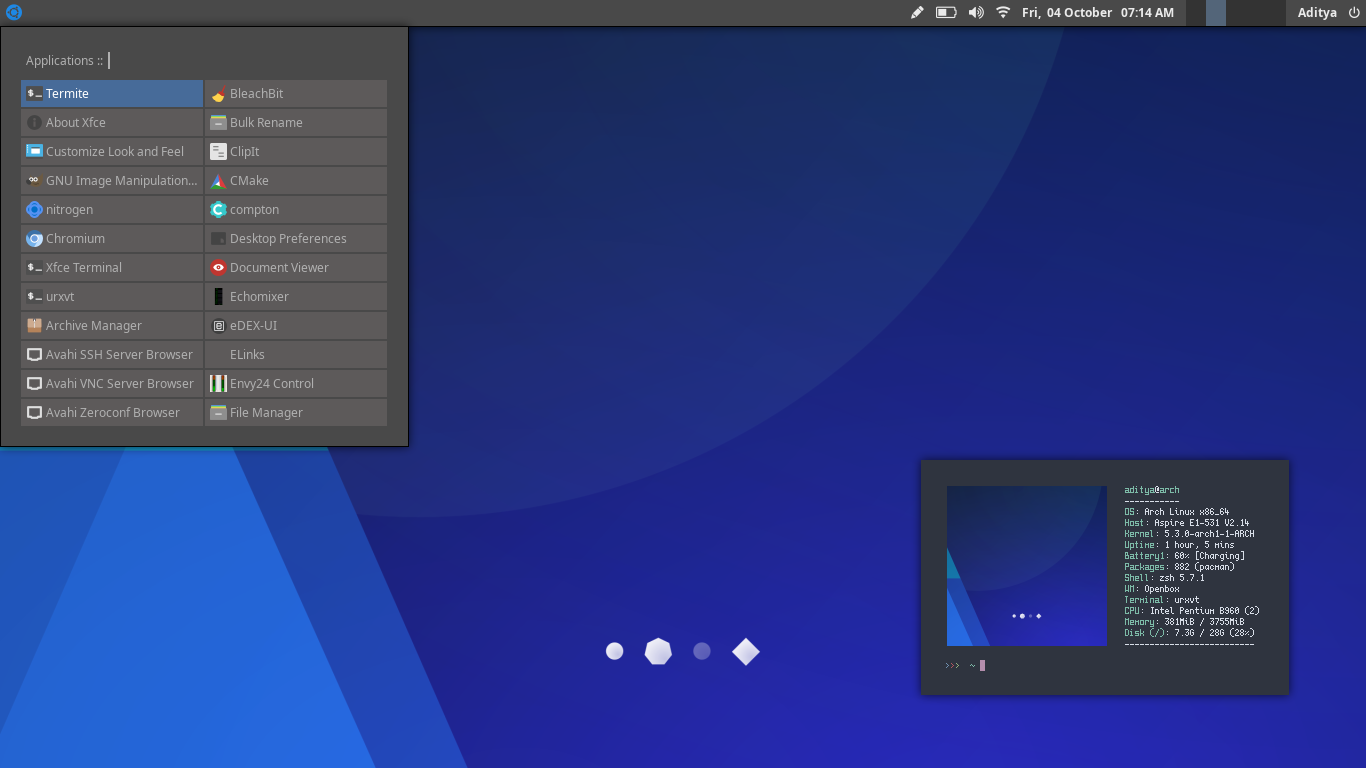 Fri, 04 October 07:14 AM
Aditya
Applications ::
Termite
BleachBit
About Xfce
Bulk Rename
Customize Look and Feel
ClipIt
GNU Image Manipulation...
CMake
nitrogen
compton
Chromium
Desktop Preferences
Xfce Terminal
Document Viewer
urxvt
Echomixer
Archive Manager
eDEX-UI
Avahi SSH Server Browser
ELinks
Avahi VNC Server Browser
Envy24 Control
Avahi Zeroconf Browser
File Manager
aditya@arch
-----------
OS: Arch Linux x86_64
Host: Aspire E1-531 V2.14
Kernel: 5.3.0-arch1-1-ARCH
Uptime: 1 hour, 5 mins
Battery1: 60% [Charging]
Packages: 882 (pacman)
Shell: zsh 5.7.1
WM: Openbox
Terminal: urxvt
CPU: Intel Pentium B960 (2)
Memory: 381MiB / 3755MiB
Disk (/): 7.3G / 28G (28%)
--------------------------
>>> ~